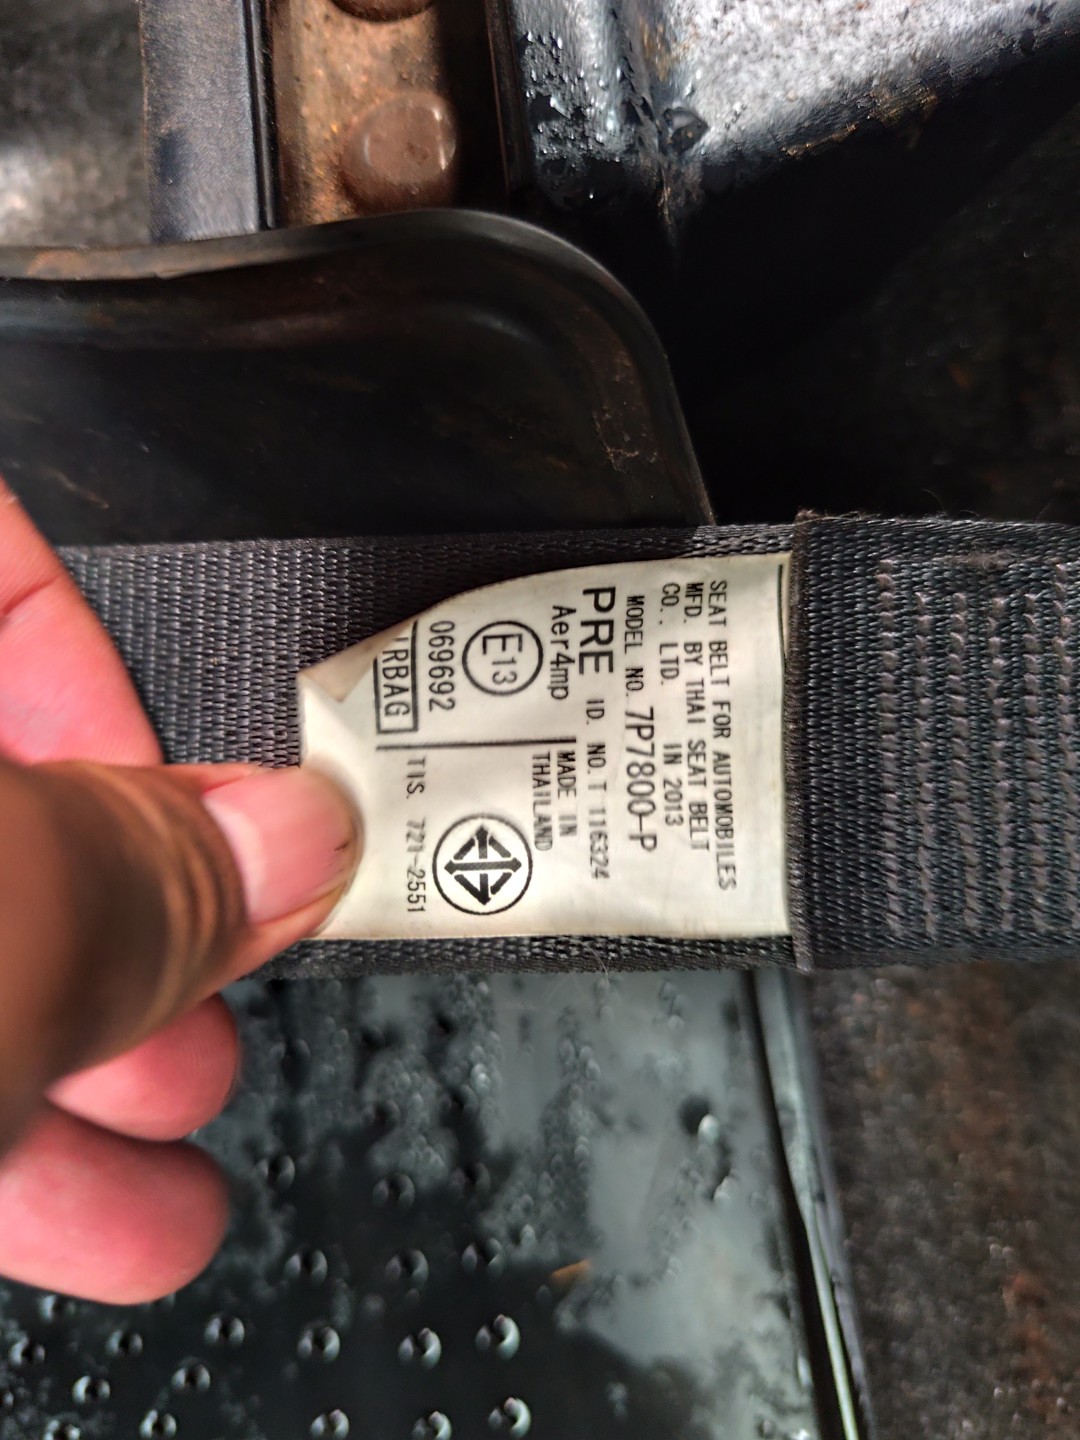 SEAT BELT FOR AUTOMOBILES
MFD. BY THAI SEAT BELT
CO., LTD. IN 2013
MODEL NO. 7P7800-P
PRE ID. NO. T 116324
Aer4mp
E13
069692
IRBAG
MADE IN
THAILAND
TIS. 721-2551